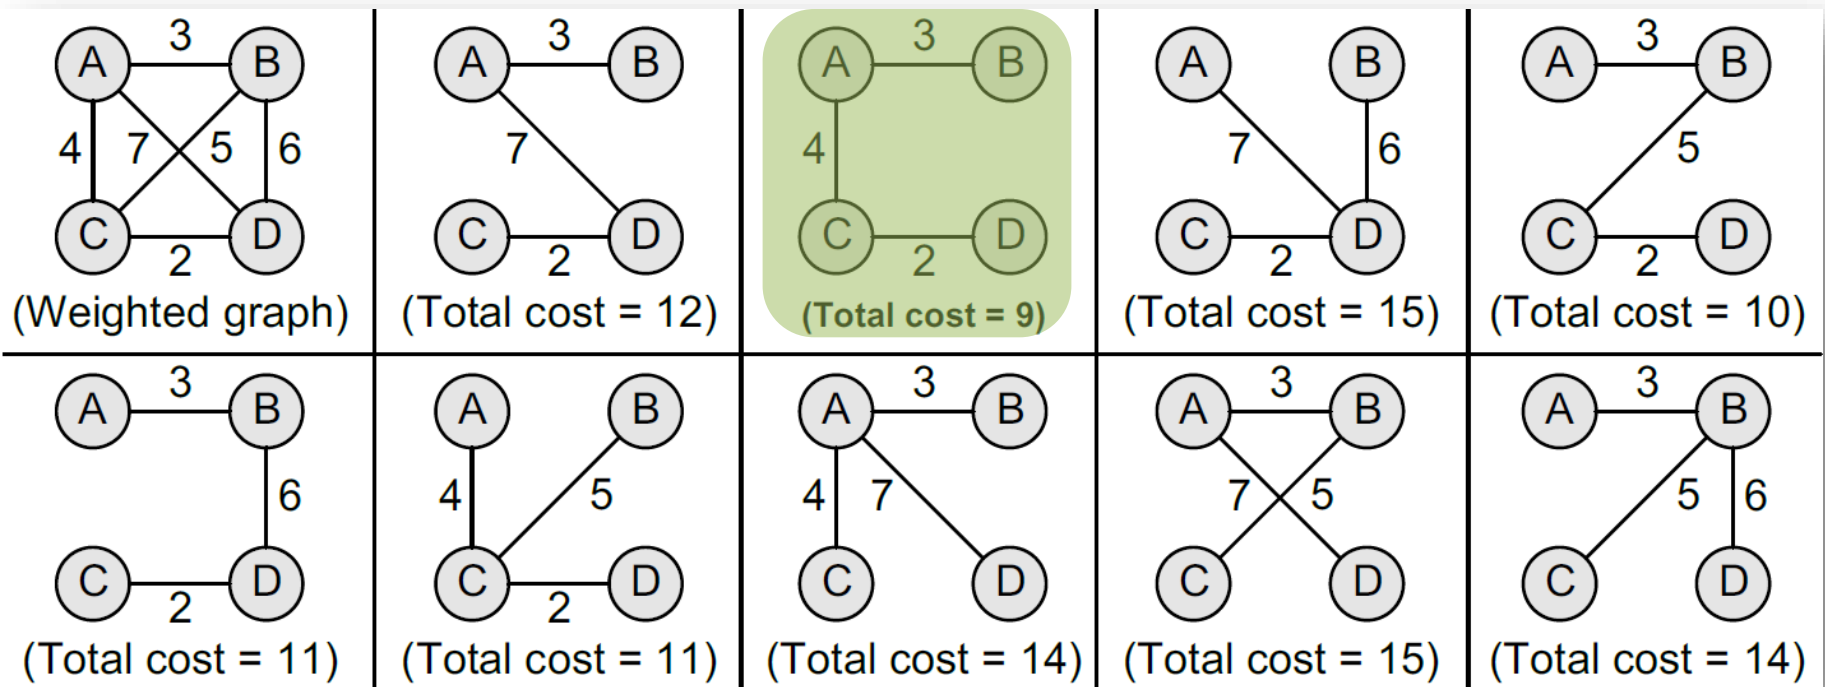 3 3 3 3
A B A B A B A B A B
4 7 5 6 7 4 7 6 5
C D C D C D C D C D
2 2 2 2 2
(Weighted graph) (Total cost = 12) (Total cost = 9) (Total cost = 15) (Total cost = 10)
3 3 3 3
A B A B A B A B A B
6 4 5 4 7 7 5 5 6
C D C D C D C D C D
2 2
(Total cost = 11) (Total cost = 11) (Total cost = 14) (Total cost = 15) (Total cost = 14)